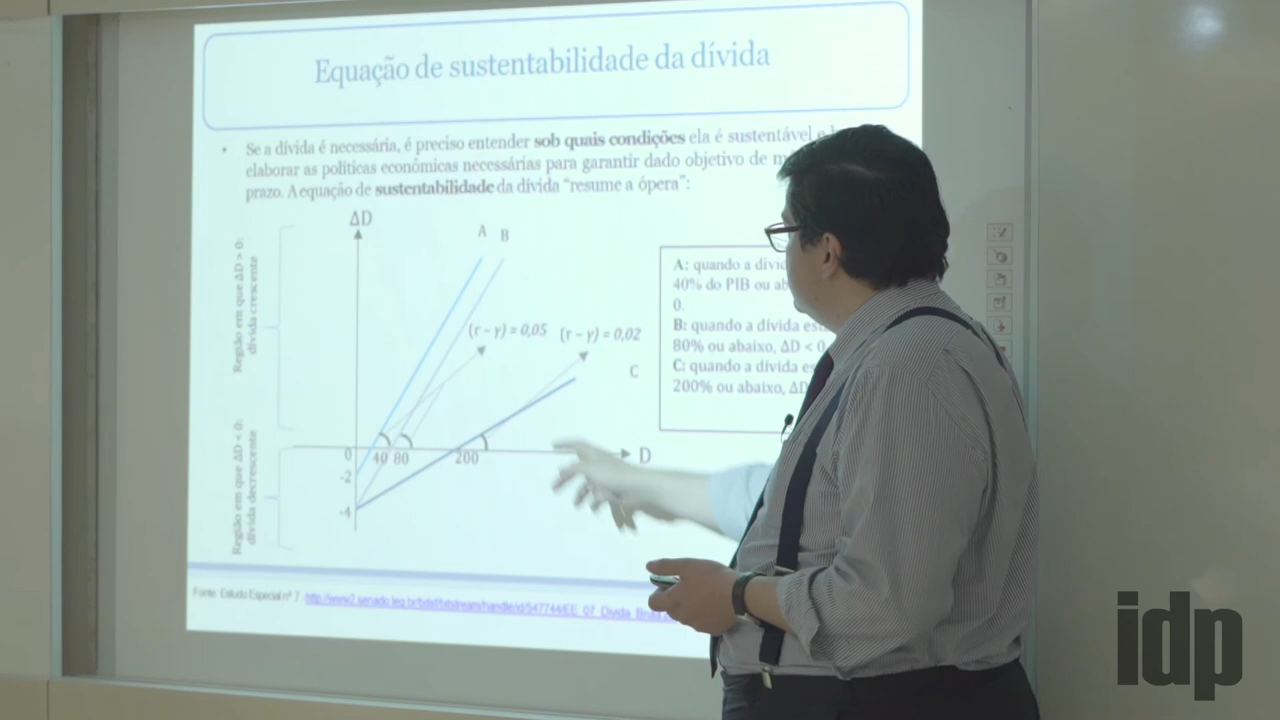 Equação de sustentabilidade da dívida
• Se a dívida é necessária, é preciso entender sob quais condições ela é sustentável e
elaborar as políticas econômicas necessárias para garantir dado objetivo de
prazo. A equação de sustentabilidade da dívida “resume a ópera”:
ΔD
A B
Região em que ΔD > 0:
dívida crescente
(r – γ) = 0,05 (r – γ) = 0,02
C
Região em que ΔD < 0:
dívida decrescente
0 40 80 200 D
-2
-4
A: quando a
40% do PIB ou
0.
B: quando a dívida
80% ou abaixo, ΔD < 0
C: quando a dívida
200% ou abaixo,
Fonte: Estudo Especial nº 7 -
idp